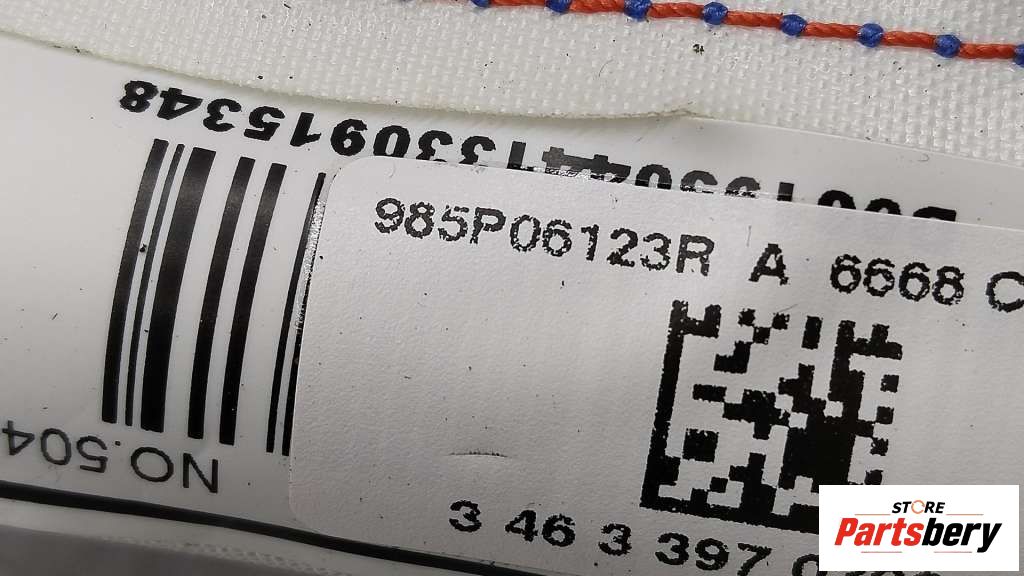 985P06123R A 6668 C
3 46 3 397
1330915348
NO.504
STORE
Partsbery